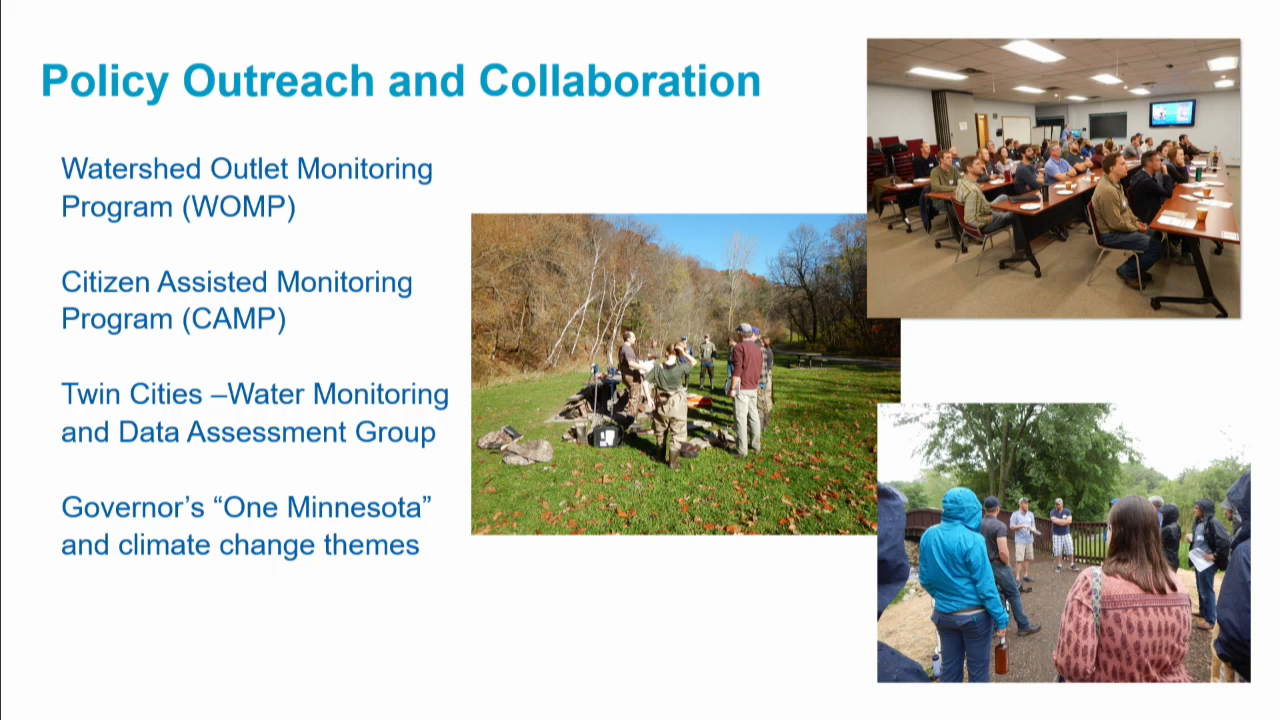 Policy Outreach and Collaboration
Watershed Outlet Monitoring
Program (WOMP)
Citizen Assisted Monitoring
Program (CAMP)
Twin Cities –Water Monitoring
and Data Assessment Group
Governor’s “One Minnesota”
and climate change themes